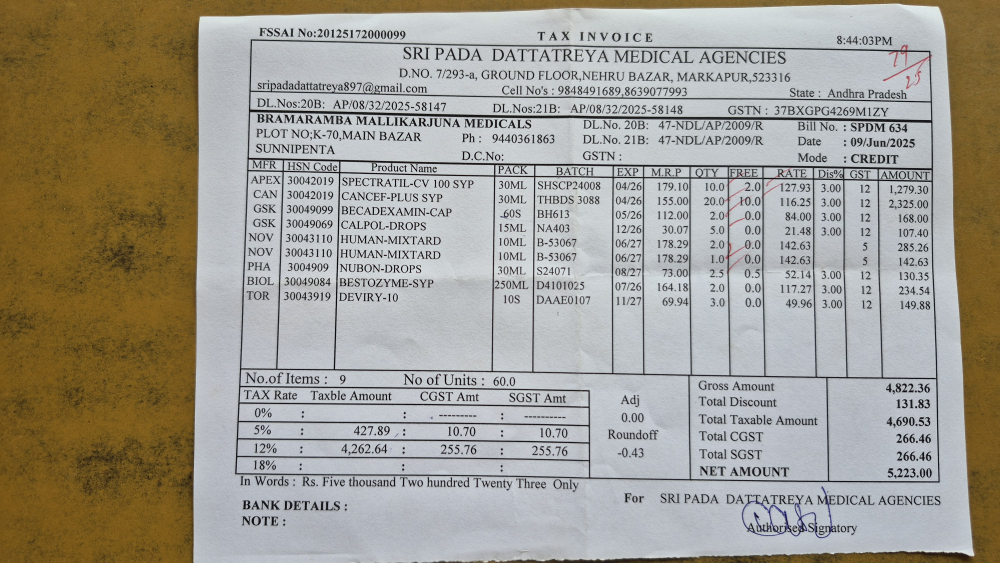 FSSAI No:20125172000099 TAX INVOICE 8:44:03PM
SRI PADA DATTATREYA MEDICAL AGENCIES
79/25
D.NO. 7/293-a, GROUND FLOOR,NEHRU BAZAR, MARKAPUR,523316
sripadadattatreya897@gmail.com Cell No's : 9848491689,8639077993 State : Andhra Pradesh
DL.Nos:20B: AP/08/32/2025-58147 DL.Nos:21B: AP/08/32/2025-58148 GSTN : 37BXGPG4269M1ZY
BRAMARAMBA MALLIKARJUNA MEDICALS DL.No. 20B: 47-NDL/AP/2009/R Bill No. : SPDM 634
PLOT NO;K-70,MAIN BAZAR Ph : 9440361863 DL.No. 21B: 47-NDL/AP/2009/R Date : 09/Jun/2025
SUNNIPENTA D.C.No: GSTN : Mode : CREDIT
MFR HSN Code Product Name PACK BATCH EXP M.R.P QTY FREE RATE Dis% GST AMOUNT
APEX 30042019 SPECTRATIL-CV 100 SYP 30ML SHSCP24008 04/26 179.10 10.0 2.0 127.93 3.00 12 1,279.30
CAN 30042019 CANCEF-PLUS SYP 30ML THBDS 3088 04/26 155.00 20.0 10.0 116.25 3.00 12 2,325.00
GSK 30049099 BECADEXAMIN-CAP 60S BH613 05/26 112.00 2.0 0.0 84.00 3.00 12 168.00
GSK 30049069 CALPOL-DROPS 15ML NA403 12/26 30.07 5.0 0.0 21.48 3.00 12 107.40
NOV 30043110 HUMAN-MIXTARD 10ML B-53067 06/27 178.29 2.0 0.0 142.63 5 285.26
NOV 30043110 HUMAN-MIXTARD 10ML B-53067 06/27 178.29 1.0 0.0 142.63 5 142.63
PHA 3004909 NUBON-DROPS 30ML S24071 08/27 73.00 2.5 0.5 52.14 3.00 12 130.35
BIOL 30049084 BESTOZYME-SYP 250ML D4101025 07/26 164.18 2.0 0.0 117.27 3.00 12 234.54
TOR 30043919 DEVIRY-10 10S DAAE0107 11/27 69.94 3.0 0.0 49.96 3.00 12 149.88
No.of Items : 9 No of Units : 60.0
TAX Rate Taxble Amount CGST Amt SGST Amt
0% : : --------- : ----------
5% : 427.89 : 10.70 : 10.70
12% : 4,262.64 : 255.76 : 255.76
18% : : :
Adj
0.00
Roundoff
-0.43
Gross Amount 4,822.36
Total Discount 131.83
Total Taxable Amount 4,690.53
Total CGST 266.46
Total SGST 266.46
NET AMOUNT 5,223.00
In Words : Rs. Five thousand Two hundred Twenty Three Only
For SRI PADA DATTATREYA MEDICAL AGENCIES
BANK DETAILS :
NOTE :
Authorised Signatory